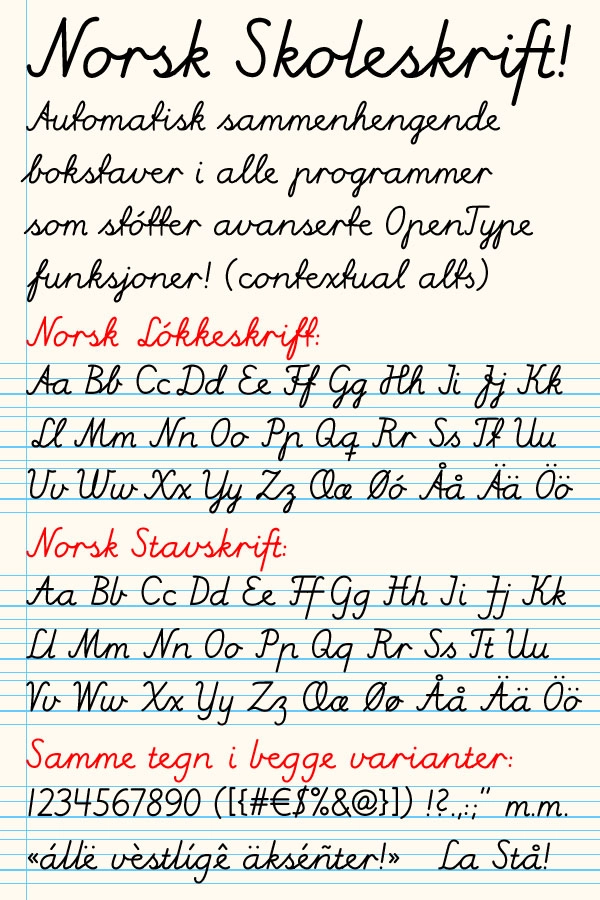 Norsk Skoleskrift!
Automatisk sammenhengende
bokstaver i alle programmer
som stótter avanserte OpenType
funksjoner! (contextual alts)
Norsk Lókkeskrift:
Aa Bb Cc Dd Ee Ff Gg Hh Ii Jj Kk
Ll Mm Nn Oo Pp Qq Rr Ss Tt Uu
Vv Ww Xx Yy Zz Ææ Øó Åå Ää Öö
Norsk Stavskrift:
Aa Bb Cc Dd Ee Ff Gg Hh Ii Jj Kk
Ll Mm Nn Oo Pp Qq Rr Ss Tt Uu
Vv Ww Xx Yy Zz Ææ Øø Åå Ää Öö
Samme tegn i begge varianter:
1234567890 ([{#€$%&@}]) !?.,:;" m.m.
«állë vèstlígê äkséñter!» La Stå!